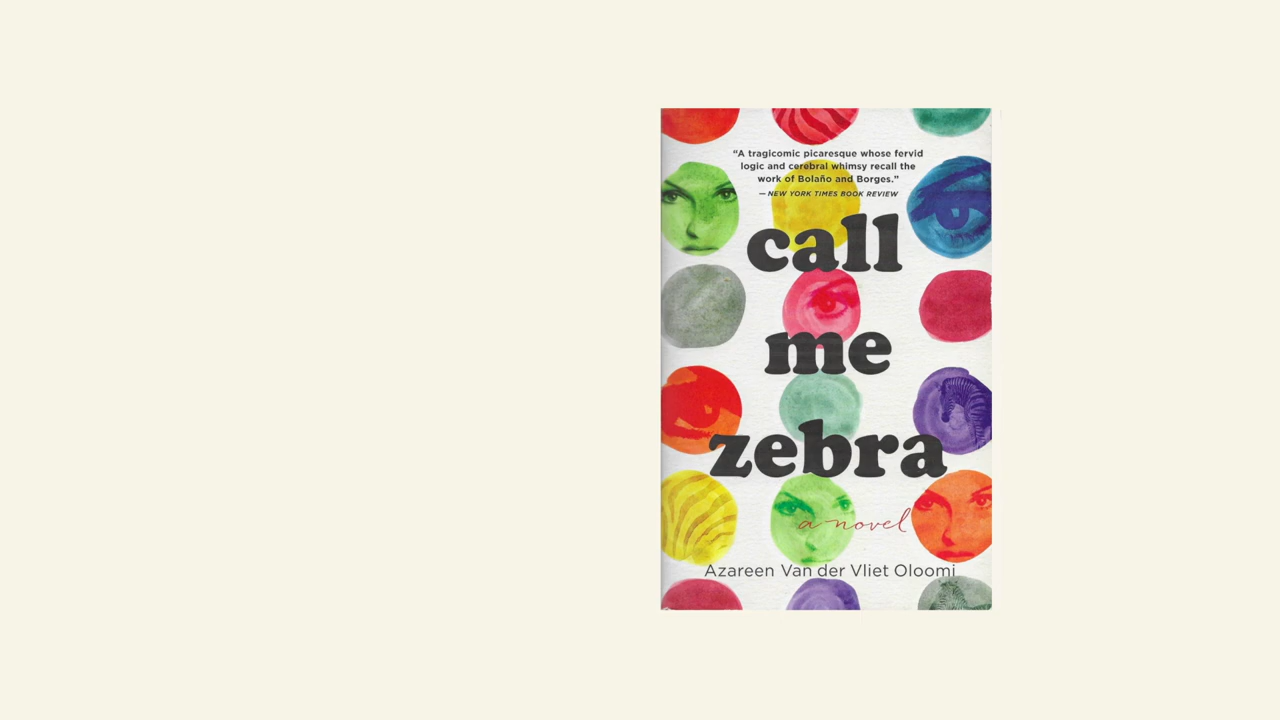 “A tragicomic picaresque whose fervid
logic and cerebral whimsy recall the
work of Bolaño and Borges.”
— NEW YORK TIMES BOOK REVIEW
call
me
zebra
a novel
Azareen Van der Vliet Oloomi